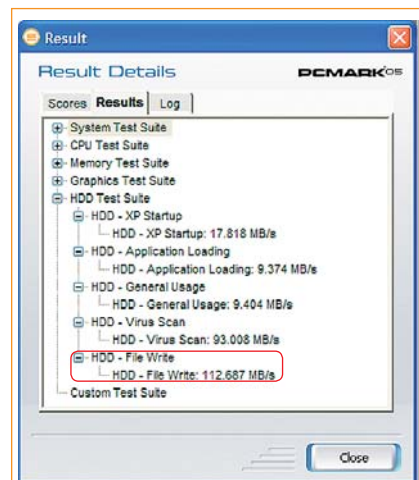 Result
Result Details
PCMARK05
Scores Results Log
System Test Suite
CPU Test Suite
Memory Test Suite
Graphics Test Suite
HDD Test Suite
HDD - XP Startup
HDD - XP Startup: 17.818 MB/s
HDD - Application Loading
HDD - Application Loading: 9.374 MB/s
HDD - General Usage
HDD - General Usage: 9.404 MB/s
HDD - Virus Scan
HDD - Virus Scan: 93.008 MB/s
HDD - File Write
HDD - File Write: 112.687 MB/s
Custom Test Suite
Close